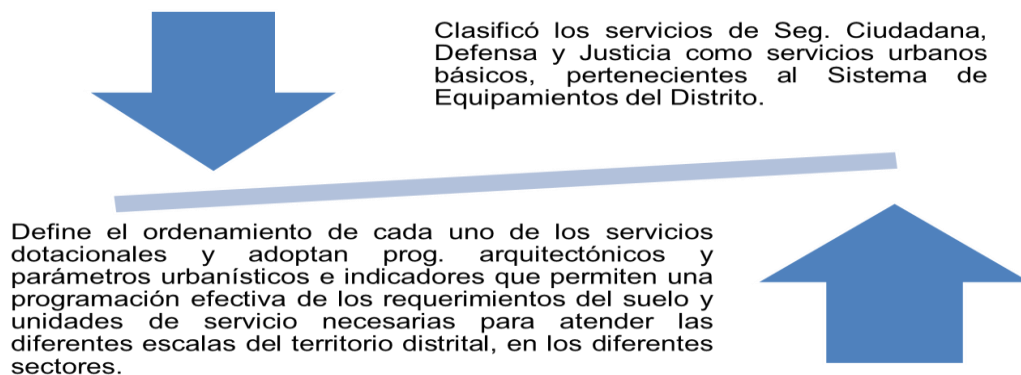 Clasificó los servicios de Seg. Ciudadana,
Defensa y Justicia como servicios urbanos
básicos, pertenecientes al Sistema de
Equipamientos del Distrito.
Define el ordenamiento de cada uno de los servicios
dotacionales y adoptan prog. arquitectónicos y
parámetros urbanísticos e indicadores que permiten una
programación efectiva de los requerimientos del suelo y
unidades de servicio necesarias para atender las
diferentes escalas del territorio distrital, en los diferentes
sectores.